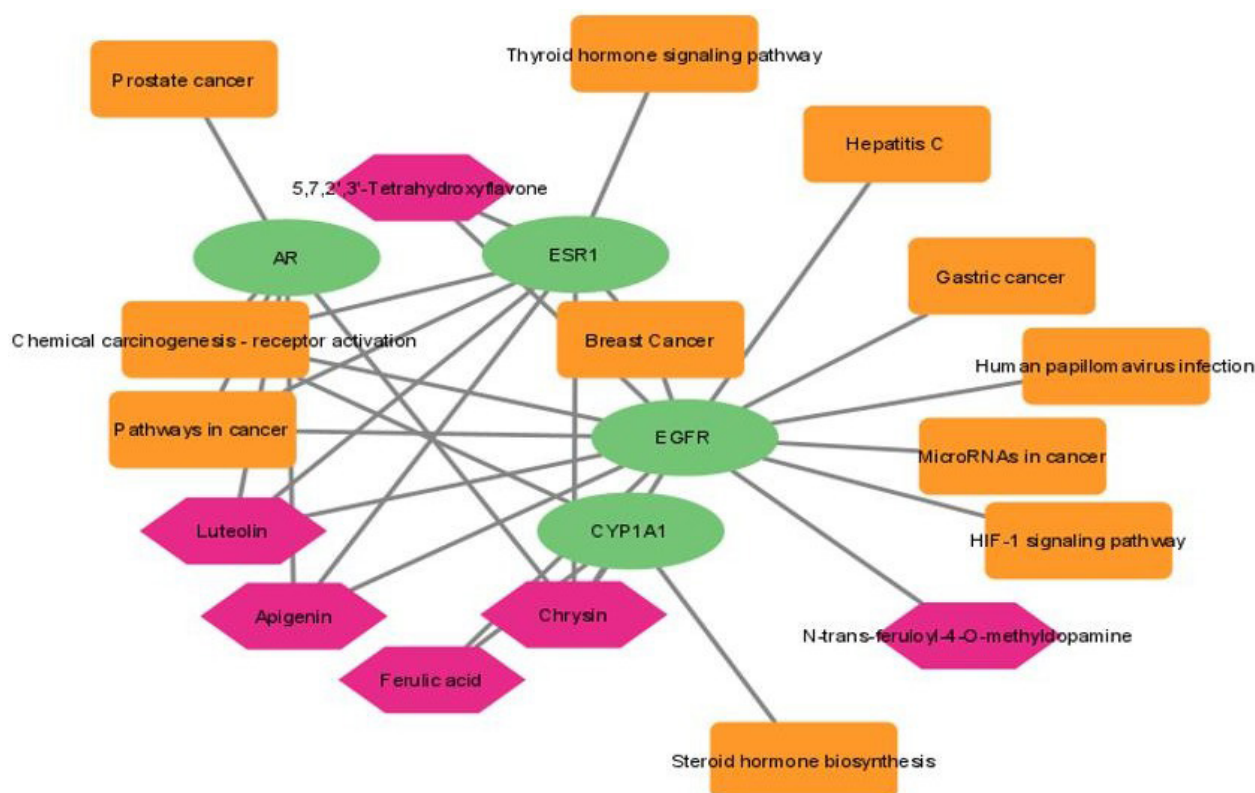 Thyroid hormone signaling pathway
Prostate cancer
Hepatitis C
5,7,2',3'-Tetrahydroxyflavone
AR
ESR1
Gastric cancer
Chemical carcinogenesis - receptor activation
Breast Cancer
Human papillomavirus infection
Pathways in cancer
EGFR
MicroRNAs in cancer
Luteolin
CYP1A1
HIF-1 signaling pathway
Apigenin
Chrysin
N-trans-feruloyl-4-O-methyldopamine
Ferulic acid
Steroid hormone biosynthesis